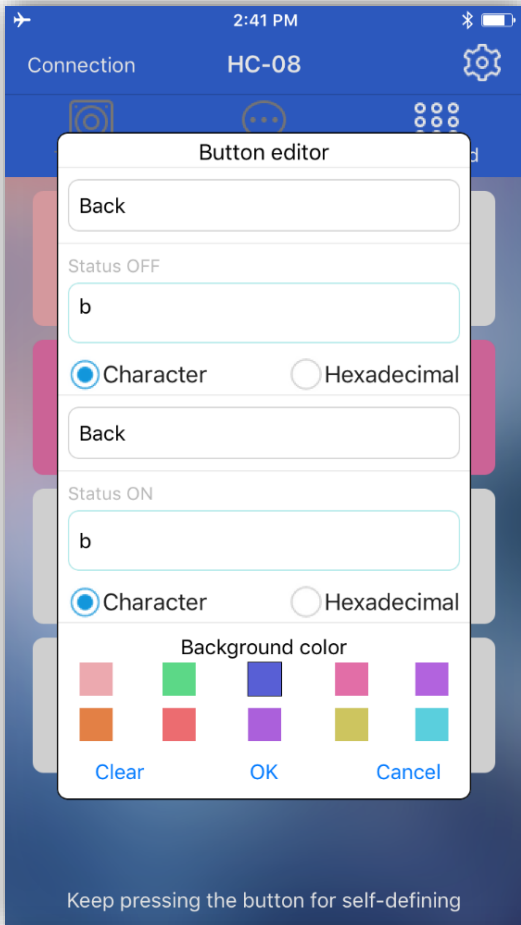 2:41 PM
Connection HC-08
Button editor
Back
Status OFF
b
Character Hexadecimal
Back
Status ON
b
Character Hexadecimal
Background color
Clear OK Cancel
Keep pressing the button for self-defining